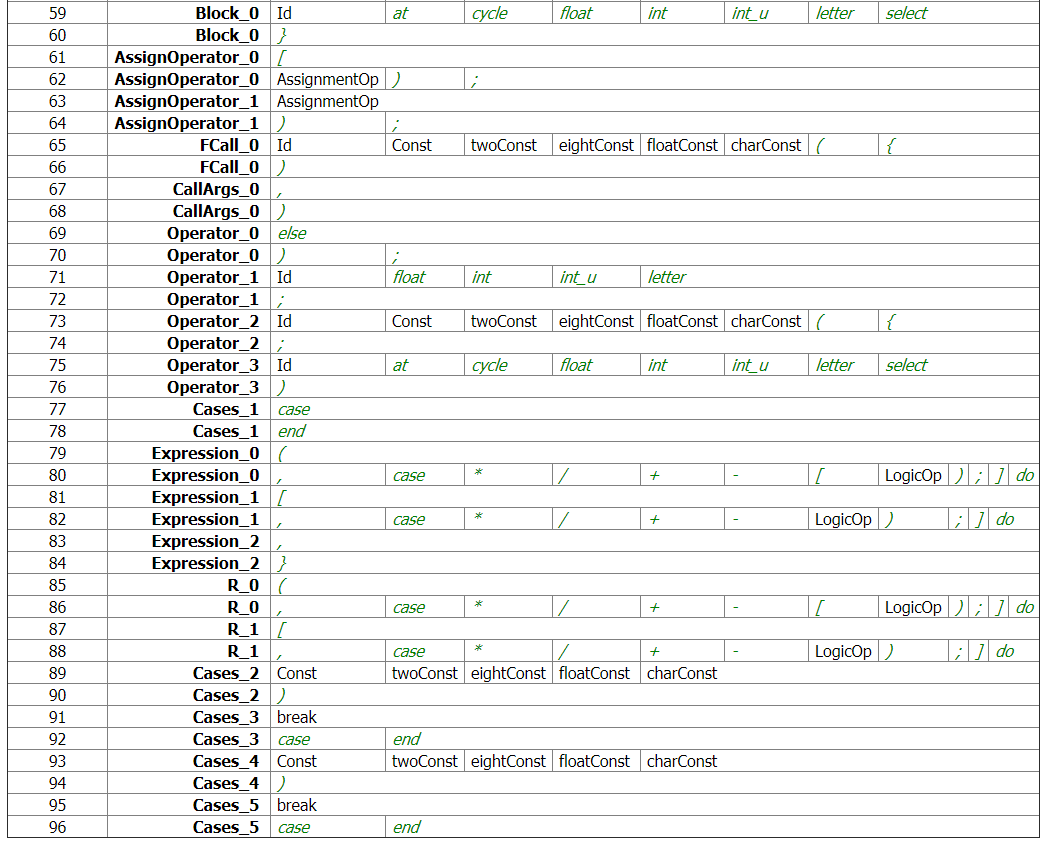 59 Block_0 Id at cycle float int int_u letter select
60 Block_0 }
61 AssignOperator_0 [
62 AssignOperator_0 AssignmentOp ) ;
63 AssignOperator_1 AssignmentOp
64 AssignOperator_1 ) ;
65 FCall_0 Id Const twoConst eightConst floatConst charConst ( {
66 FCall_0 )
67 CallArgs_0 ,
68 CallArgs_0 )
69 Operator_0 else
70 Operator_0 ) ;
71 Operator_1 Id float int int_u letter
72 Operator_1 ;
73 Operator_2 Id Const twoConst eightConst floatConst charConst ( {
74 Operator_2 ;
75 Operator_3 Id at cycle float int int_u letter select
76 Operator_3 )
77 Cases_1 case
78 Cases_1 end
79 Expression_0 (
80 Expression_0 , case * / + - [ LogicOp ) ; ] do
81 Expression_1 [
82 Expression_1 , case * / + - LogicOp ) ; ] do
83 Expression_2 ,
84 Expression_2 }
85 R_0 (
86 R_0 , case * / + - [ LogicOp ) ; ] do
87 R_1 [
88 R_1 , case * / + - LogicOp ) ; ] do
89 Cases_2 Const twoConst eightConst floatConst charConst
90 Cases_2 )
91 Cases_3 break
92 Cases_3 case end
93 Cases_4 Const twoConst eightConst floatConst charConst
94 Cases_4 )
95 Cases_5 break
96 Cases_5 case end